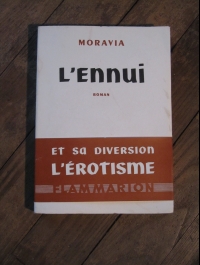 MORAVIA
L'ENNUI
ROMAN
ET Sa DIVERSION
L'ÉROTISME
FLAMMARION